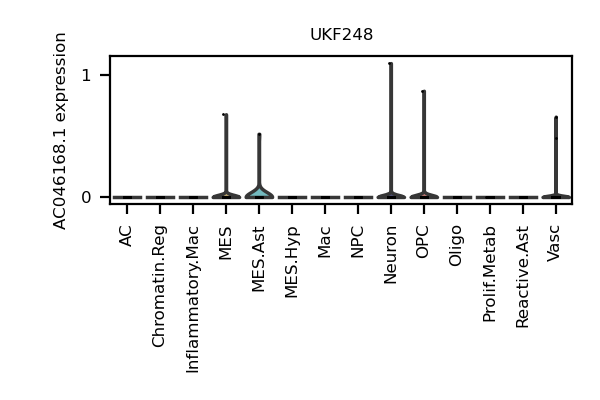 UKF248
AC046168.1 expression
1
0
AC
Chromatin.Reg
Inflammatory.Mac
MES
MES.Ast
MES.Hyp
Mac
NPC
Neuron
OPC
Oligo
Prolif.Metab
Reactive.Ast
Vasc